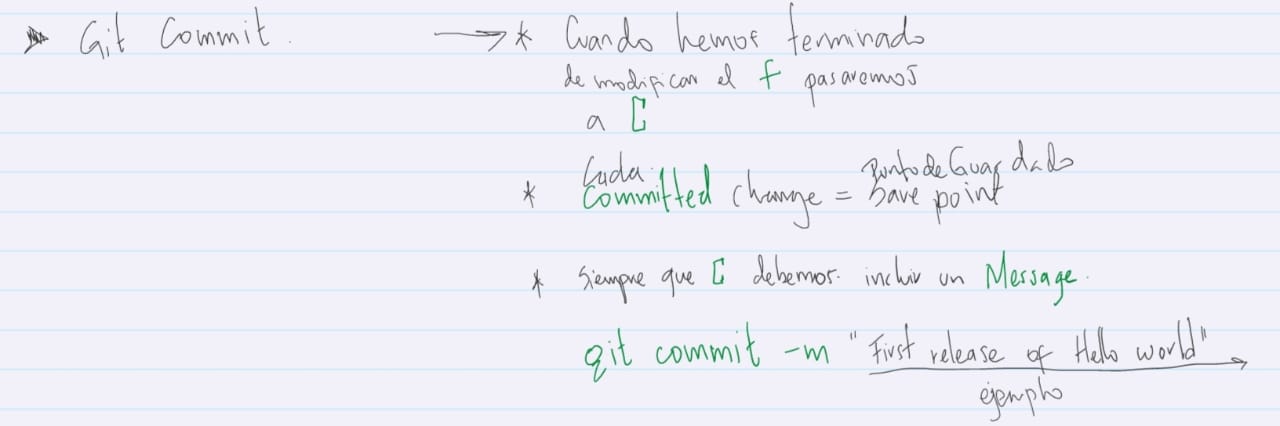 Git Commit. → * Cuando hemos terminado
de modificar el f pasaremos
a C
Cada Punto de Guardado
* Committed change = Save point
* Siempre que C debemos incluir un Message.
git commit -m "First release of Hello world"
ejemplo